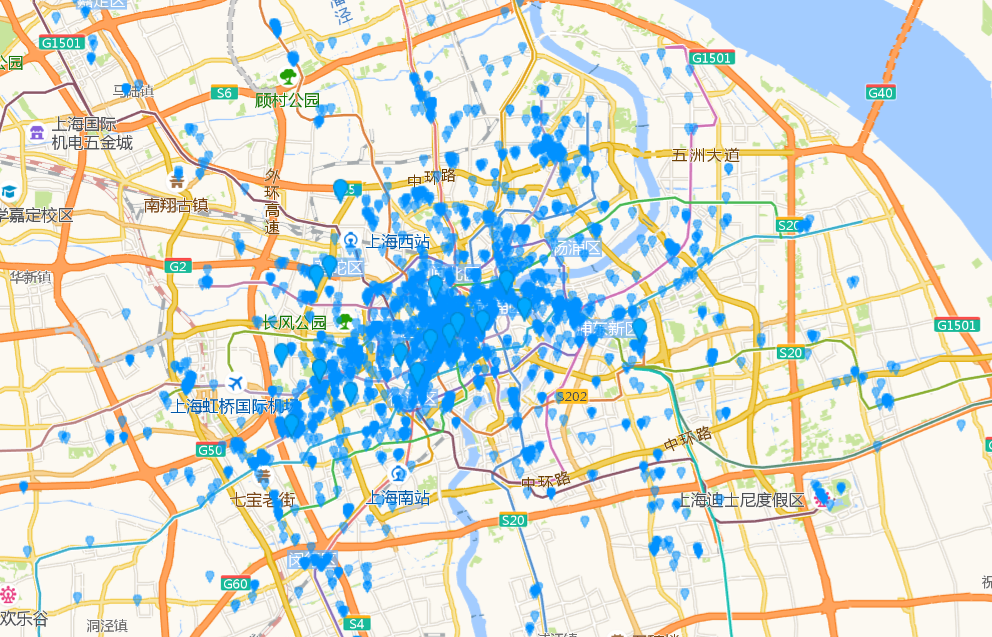 G1501
公园
S6
马陆镇
顾村公园
G1501
G40
上海国际
机电五金城
五洲大道
外环高速
中环路
南翔古镇
学嘉定校区
上海西站
杨浦区
S20
G2
华新镇
长风公园
G1501
S20
上海虹桥国际机场
S202
中环路
G50
七宝老街
上海南站
中环路
上海迪士尼度假区
S20
G60
欢乐谷
洞泾镇
S4
祝